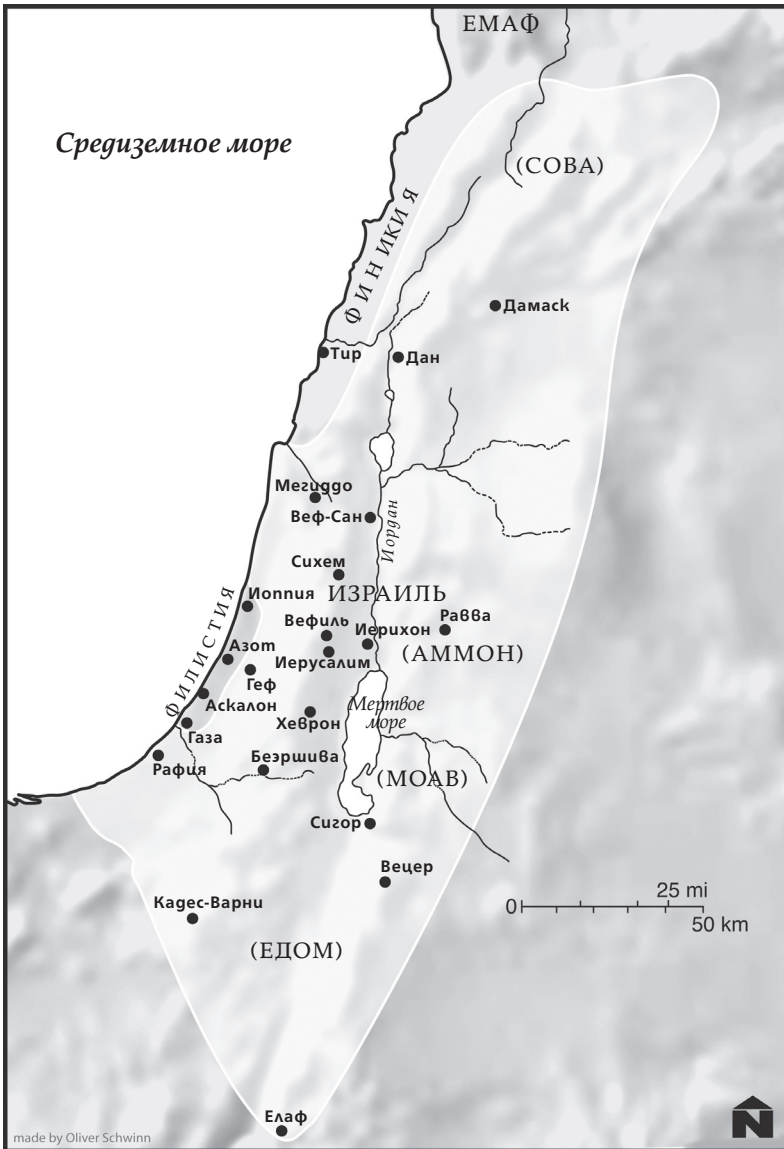 ЕМАФ
Средиземное море
(СОВА)
ФИНИКИЯ
Дамаск
Тир
Дан
Мегиддо
Веф-Сан
Иордан
Сихем
ИЗРАИЛЬ
Иоппия
Вефиль
Иерихон
Равва
ФИЛИСТИЯ
Азот
Иерусалим
(АММОН)
Геф
Аскалон
Мертвое
море
Хеврон
Газа
Беэршива
Рафия
(МОАВ)
Сигор
Вецер
25 mi
0
50 km
Кадес-Варни
(ЕДОМ)
Елаф
N
made by Oliver Schwinn